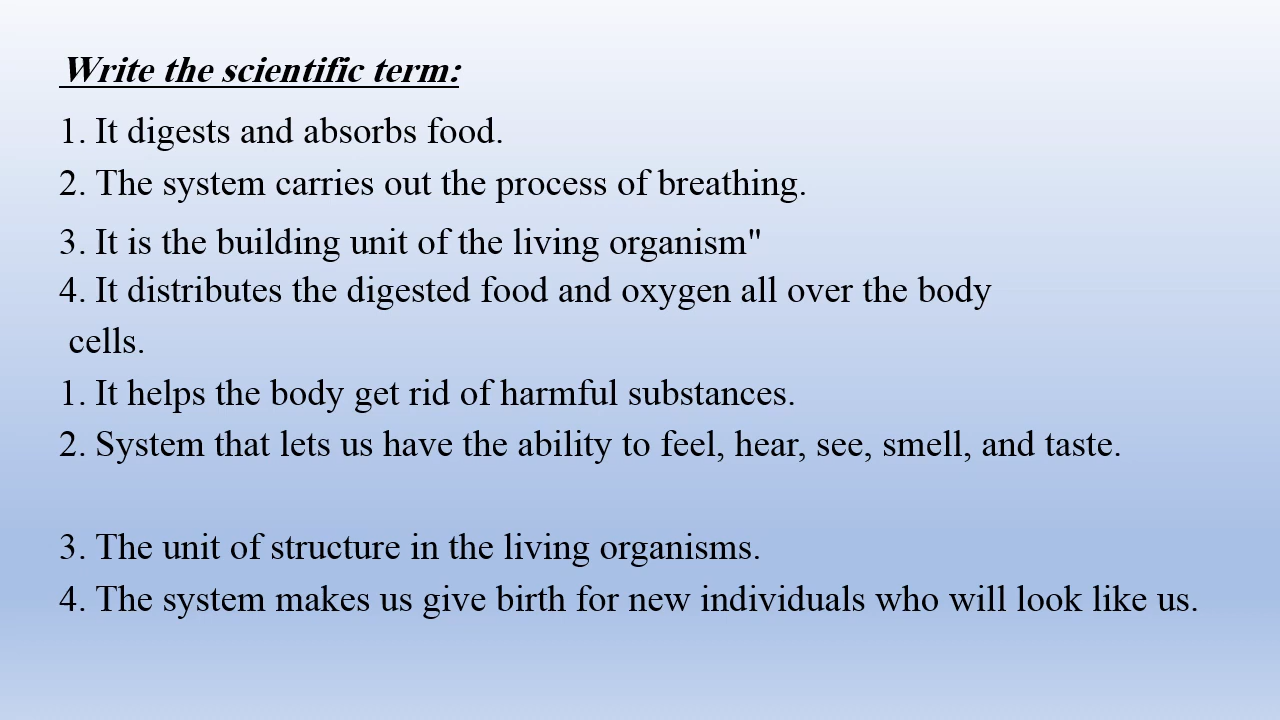 Write the scientific term:
1. It digests and absorbs food.
2. The system carries out the process of breathing.
3. It is the building unit of the living organism"
4. It distributes the digested food and oxygen all over the body
cells.
1. It helps the body get rid of harmful substances.
2. System that lets us have the ability to feel, hear, see, smell, and taste.
3. The unit of structure in the living organisms.
4. The system makes us give birth for new individuals who will look like us.